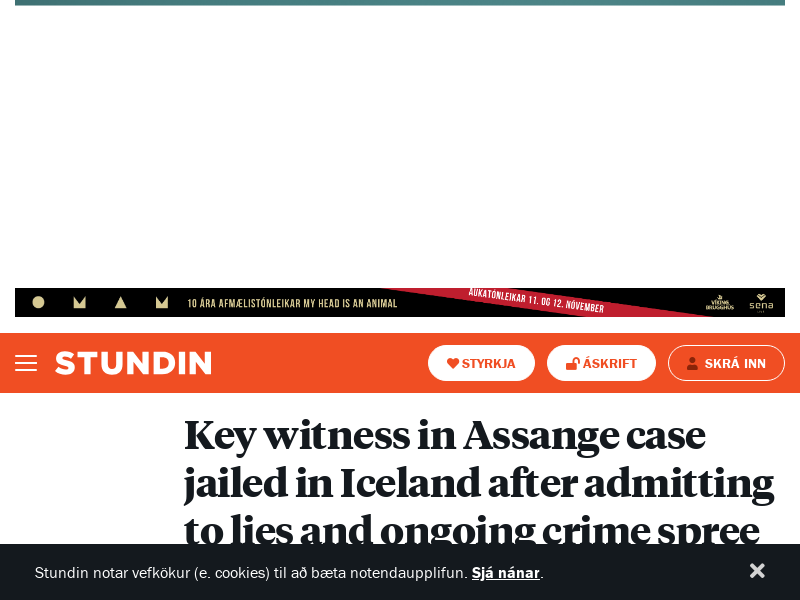 10 ÁRA AFMÆLISTÓNLEIKAR MY HEAD IS AN ANIMAL
AUKATÓNLEIKAR 11. OG 12. NÓVEMBER
VÍKING
BRUGGHÚS
sena
STUNDIN
STYRKJA
ÁSKRIFT
SKRÁ INN
Key witness in Assange case
jailed in Iceland after admitting
to lies and ongoing crime spree
Stundin notar vefkökur (e. cookies) til að bæta notendaupplifun. Sjá nánar.